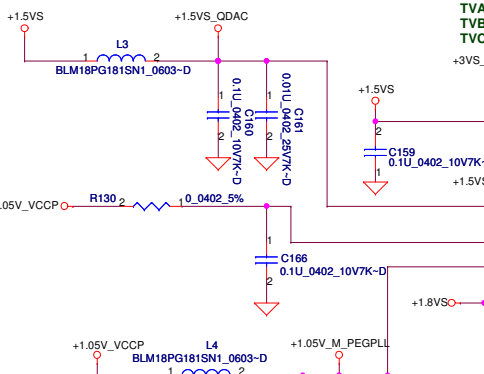 +1.5VS
+1.5VS_QDAC
L3
1
2
BLM18PG181SN1_0603~D
1
2
C160
0.1U_0402_10V7K~D
1
2
C161
0.01U_0402_25V7K~D
TVA
TVB
TVC
+3VS_
+1.5VS
2
1
C159
0.1U_0402_10V7K~
+1.5VS
.05V_VCCP
R130
2
1
0_0402_5%
1
2
C166
0.1U_0402_10V7K~D
+1.8VS
+1.05V_VCCP
L4
BLM18PG181SN1_0603~D
1
2
+1.05V_M_PEGPLL